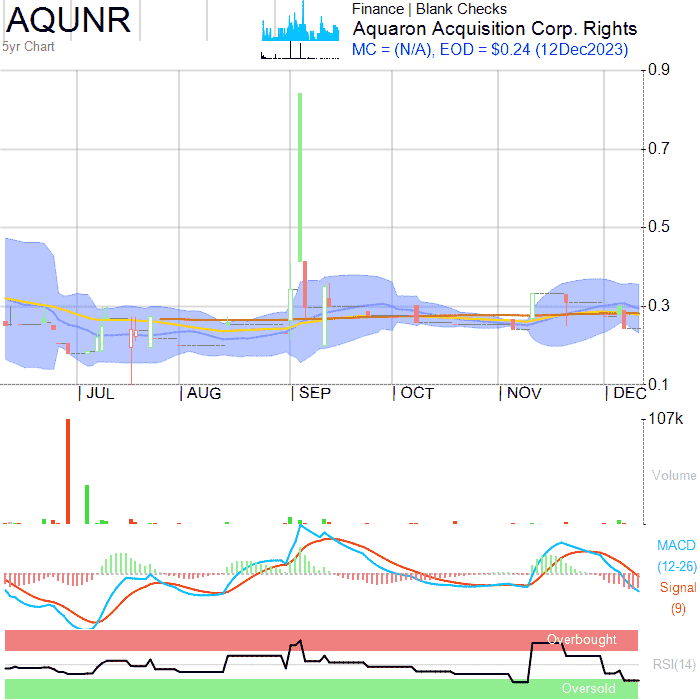 AQUNR
5yr Chart
Finance | Blank Checks
Aquaron Acquisition Corp. Rights
MC = (N/A), EOD = $0.24 (12Dec2023)
0.9
0.7
0.5
0.3
0.1
JUL AUG SEP OCT NOV DEC
107k
Volume
MACD
(12-26)
Signal
(9)
Overbought
RSI(14)
Oversold